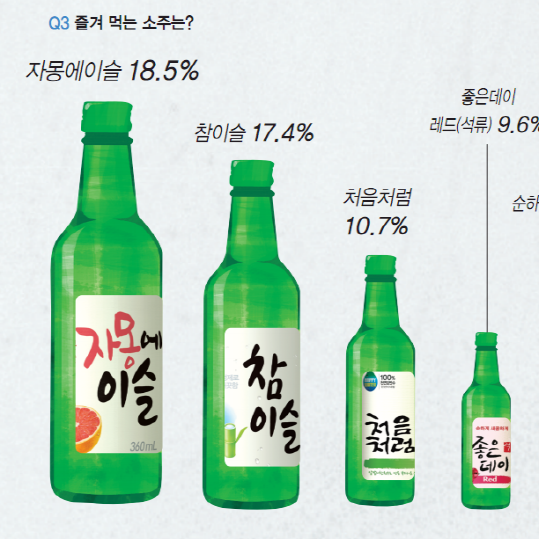 Q3 즐겨 먹는 소주는?
자몽에이슬 18.5%
참이슬 17.4%
처음처럼
10.7%
좋은데이
레드(석류) 9.6%
순하
자몽에
이슬
360mL
참
이슬
100%
처음
처럼
좋은
데이
Red